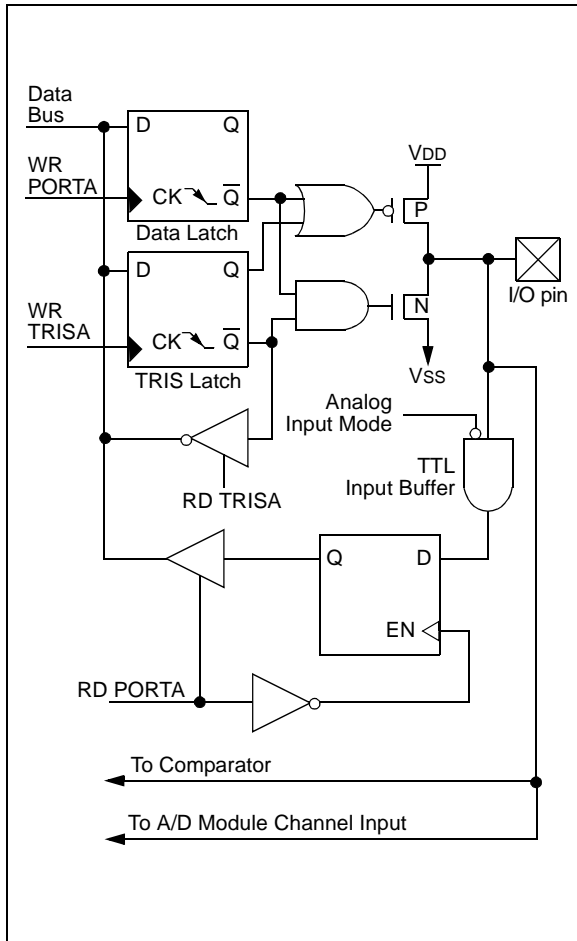 Data
Bus
D Q
WR
PORTA
CK Q
Data Latch
VDD
P
D Q
I/O pin
WR
TRISA
CK Q
N
TRIS Latch
VSS
Analog
Input Mode
TTL
Input Buffer
RD TRISA
Q D
EN
RD PORTA
To Comparator
To A/D Module Channel Input